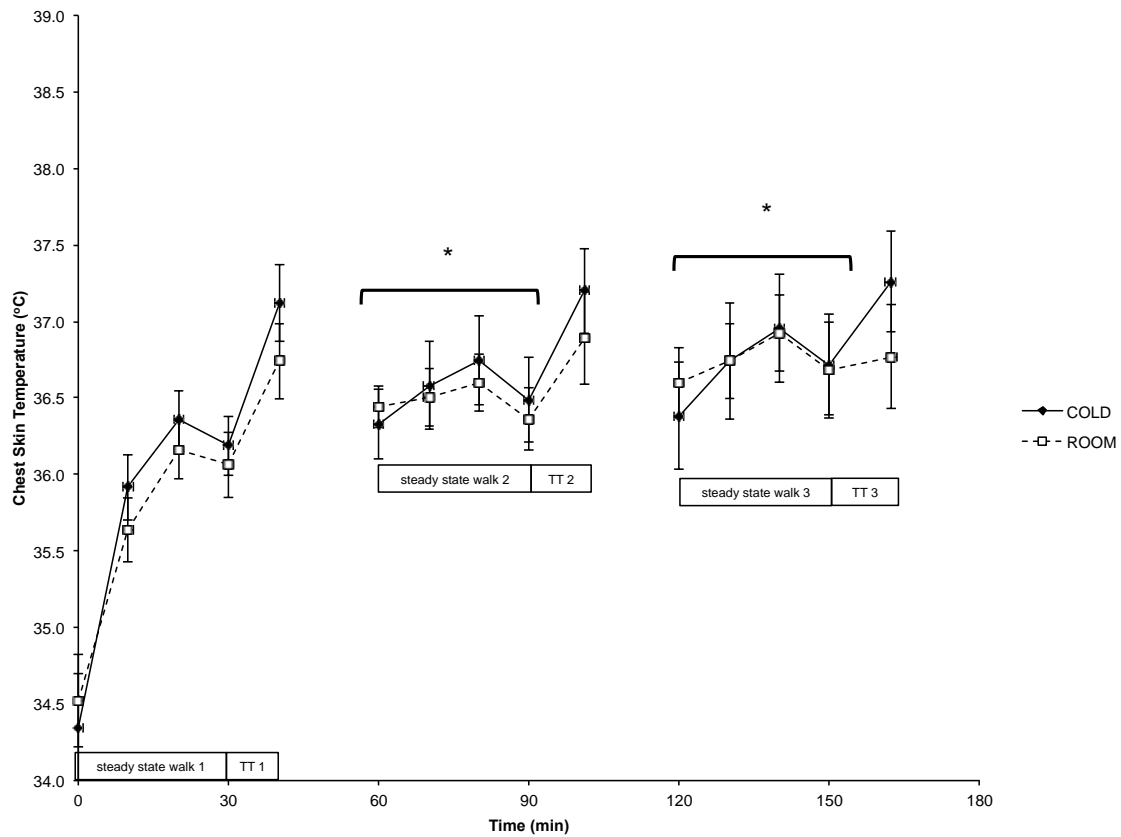 39.0
38.5
38.0
37.5
37.0
36.5
36.0
35.5
35.0
34.5
34.0
Chest Skin Temperature (ºC)
*
*
steady state walk 1 TT 1
steady state walk 2 TT 2
steady state walk 3 TT 3
COLD
ROOM
0 30 60 90 120 150 180
Time (min)